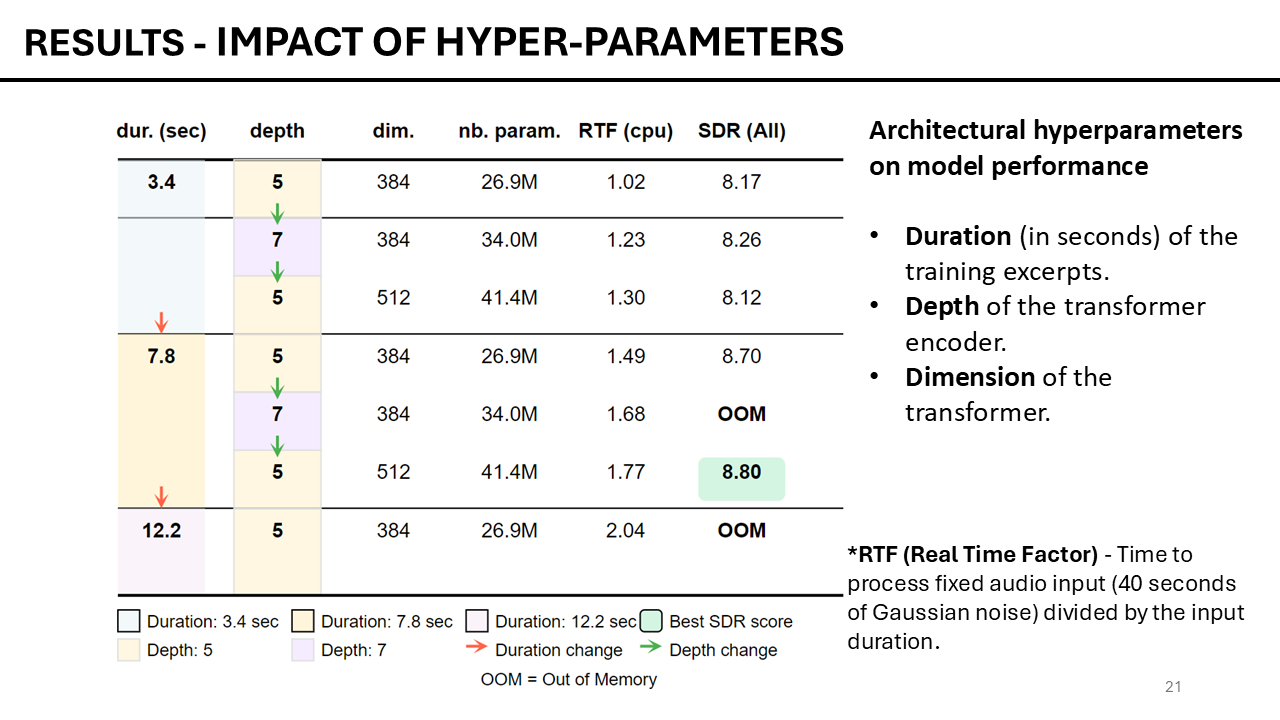 RESULTS - IMPACT OF HYPER-PARAMETERS
dur. (sec) depth dim. nb. param. RTF (cpu) SDR (All)
3.4 5 384 26.9M 1.02 8.17
7 384 34.0M 1.23 8.26
5 512 41.4M 1.30 8.12
7.8 5 384 26.9M 1.49 8.70
7 384 34.0M 1.68 OOM
5 512 41.4M 1.77 8.80
12.2 5 384 26.9M 2.04 OOM
Duration: 3.4 sec Duration: 7.8 sec Duration: 12.2 sec Best SDR score
Depth: 5 Depth: 7 Duration change Depth change
OOM = Out of Memory
Architectural hyperparameters
on model performance
• Duration (in seconds) of the
training excerpts.
• Depth of the transformer
encoder.
• Dimension of the
transformer.
*RTF (Real Time Factor) - Time to
process fixed audio input (40 seconds
of Gaussian noise) divided by the input
duration.
21